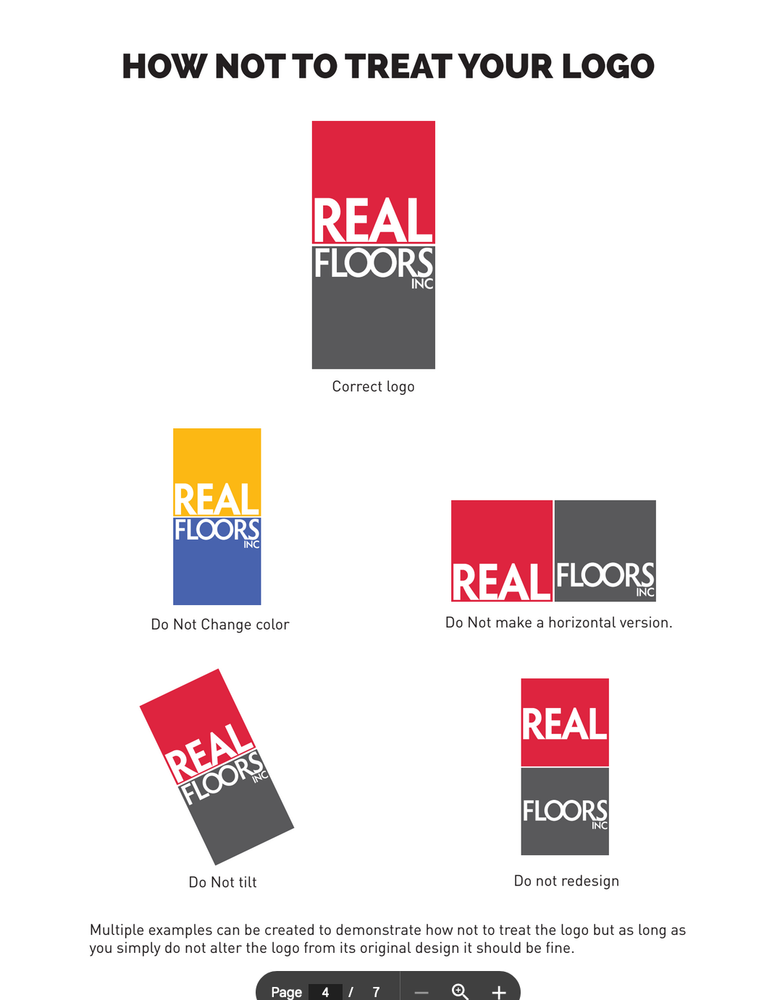 HOW NOT TO TREAT YOUR LOGO
REAL
FLOORS
INC
Correct logo
REAL
FLOORS
INC
Do Not Change color
REAL FLOORS
INC
Do Not make a horizontal version.
REAL
FLOORS
INC
Do Not tilt
REAL
FLOORS
INC
Do not redesign
Multiple examples can be created to demonstrate how not to treat the logo but as long as
you simply do not alter the logo from its original design it should be fine.
Page 4 / 7